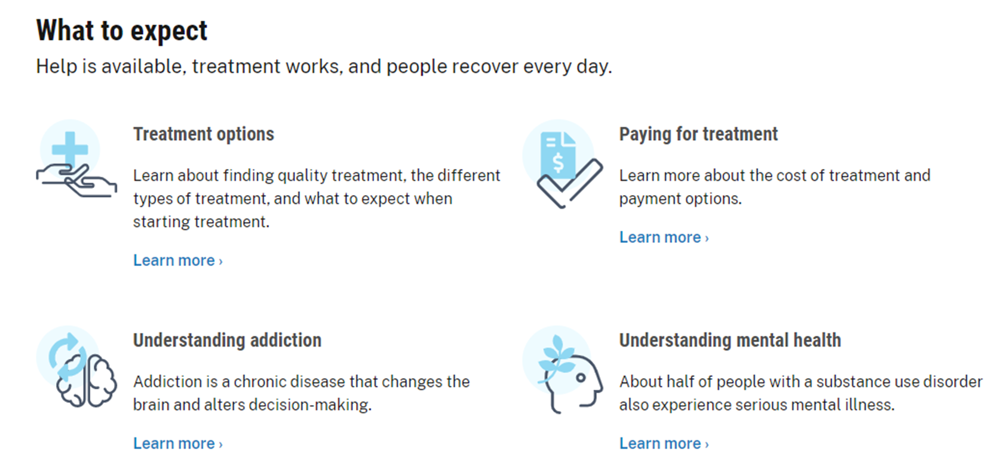 What to expect
Help is available, treatment works, and people recover every day.
Treatment options
Learn about finding quality treatment, the different
types of treatment, and what to expect when
starting treatment.
Learn more ›
Paying for treatment
$
Learn more about the cost of treatment and
payment options.
Learn more ›
Understanding addiction
Addiction is a chronic disease that changes the
brain and alters decision-making.
Learn more ›
Understanding mental health
About half of people with a substance use disorder
also experience serious mental illness.
Learn more ›